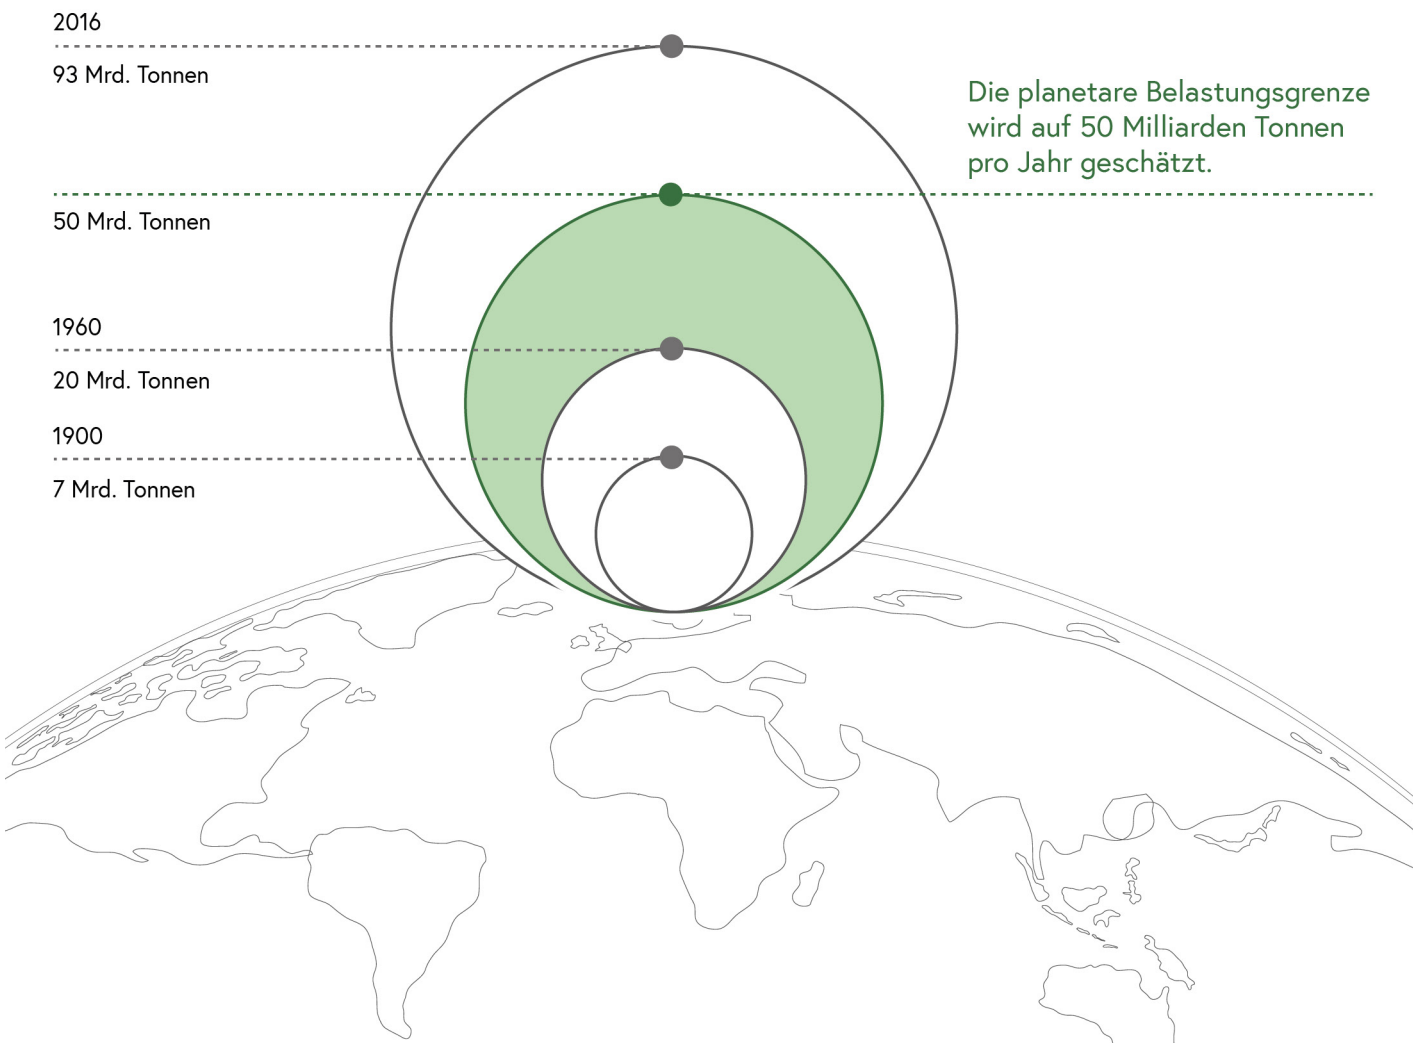 2016
93 Mrd. Tonnen
Die planetare Belastungsgrenze
wird auf 50 Milliarden Tonnen
pro Jahr geschätzt.
50 Mrd. Tonnen
1960
20 Mrd. Tonnen
1900
7 Mrd. Tonnen